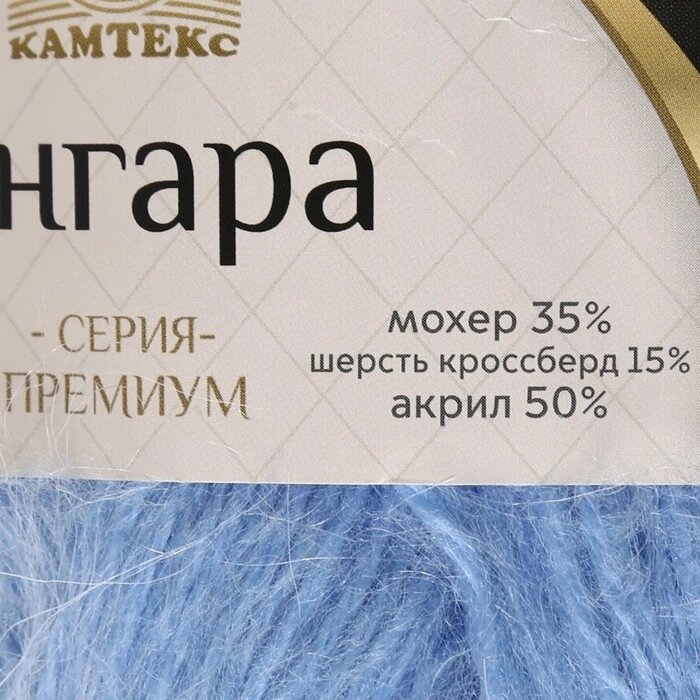 КАМТЕКС
нгара
- СЕРИЯ-
ПРЕМИУМ
мохер 35%
шерсть кроссберд 15%
акрил 50%